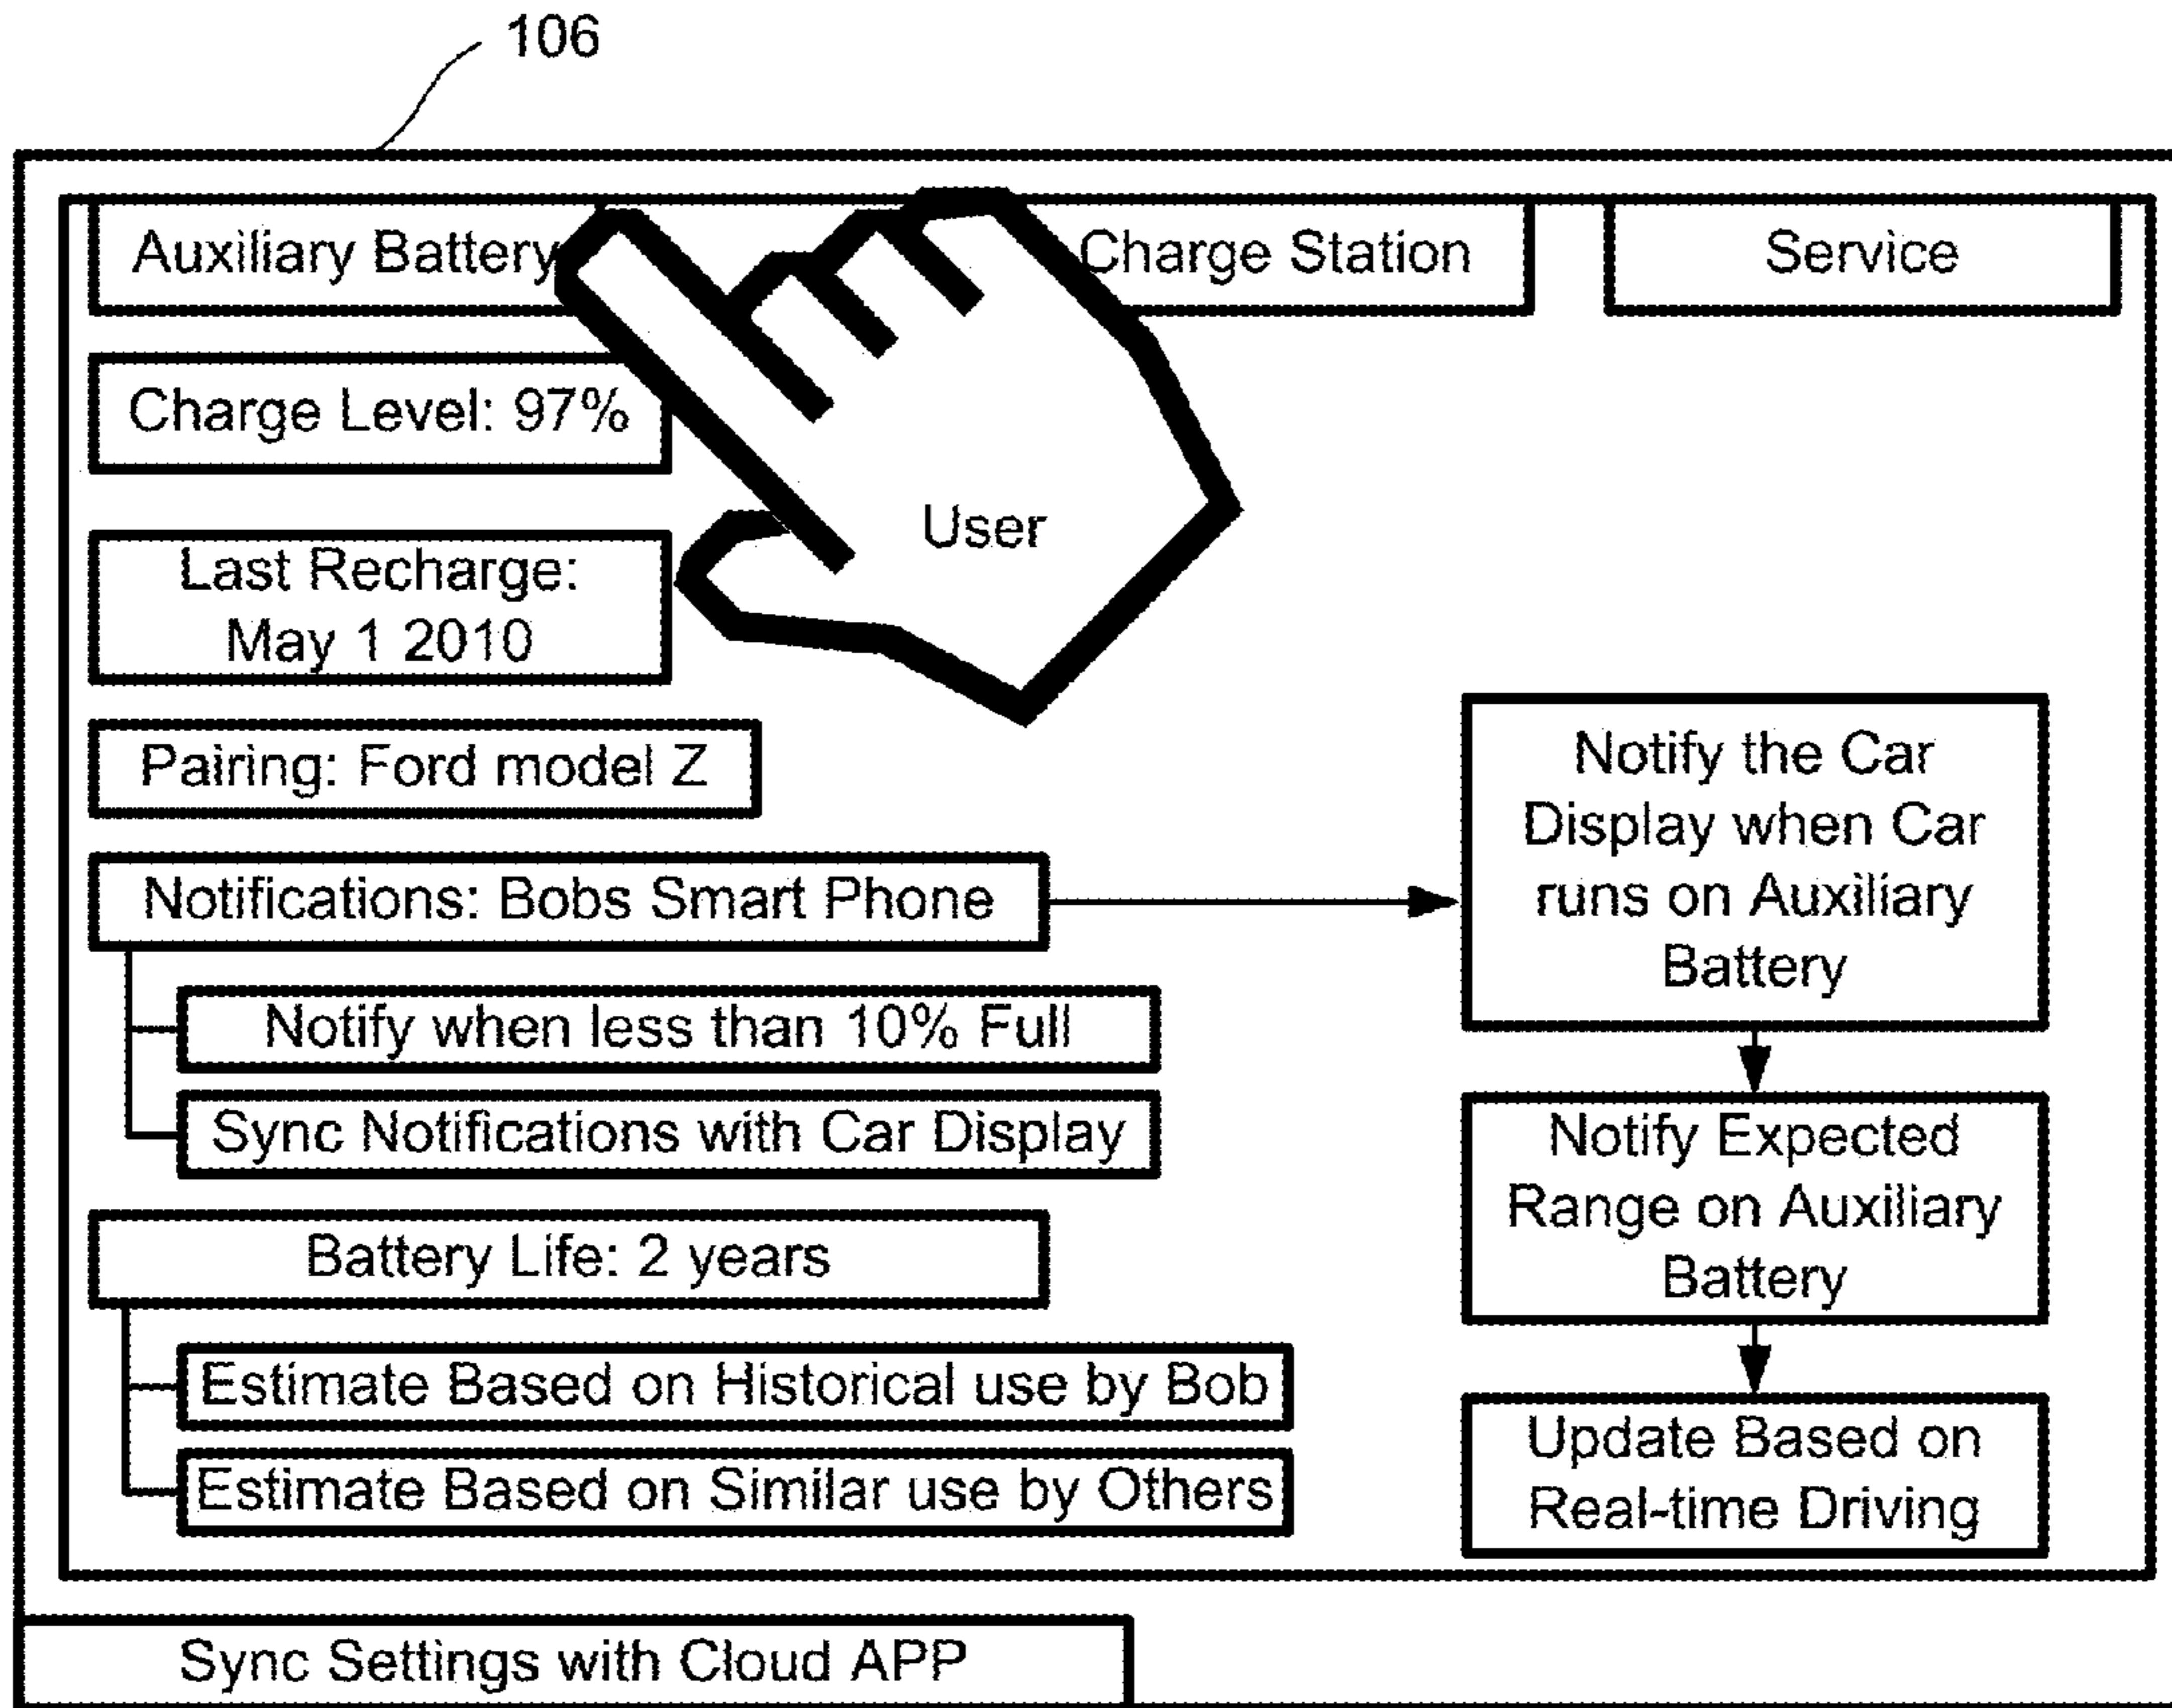 106
Auxiliary Battery
Charge Station
Service
Charge Level: 97%
User
Last Recharge:
May 1 2010
Pairing: Ford model Z
Notifications: Bobs Smart Phone
Notify when less than 10% Full
Sync Notifications with Car Display
Battery Life: 2 years
Estimate Based on Historical use by Bob
Estimate Based on Similar use by Others
Notify the Car
Display when Car
runs on Auxiliary
Battery
Notify Expected
Range on Auxiliary
Battery
Update Based on
Real-time Driving
Sync Settings with Cloud APP